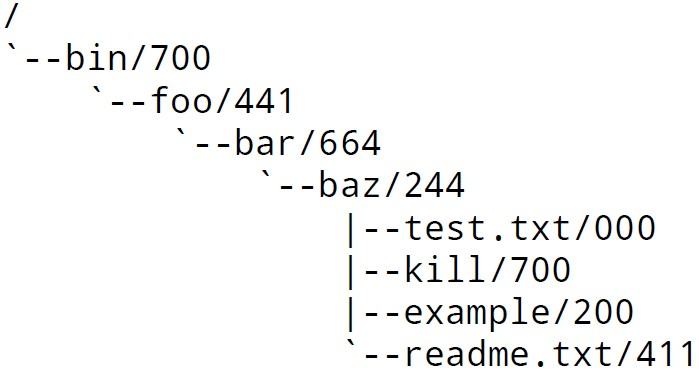 /
`--bin/700
    `--foo/441
        `--bar/664
            `--baz/244
                |--test.txt/000
                |--kill/700
                |--example/200
                `--readme.txt/411